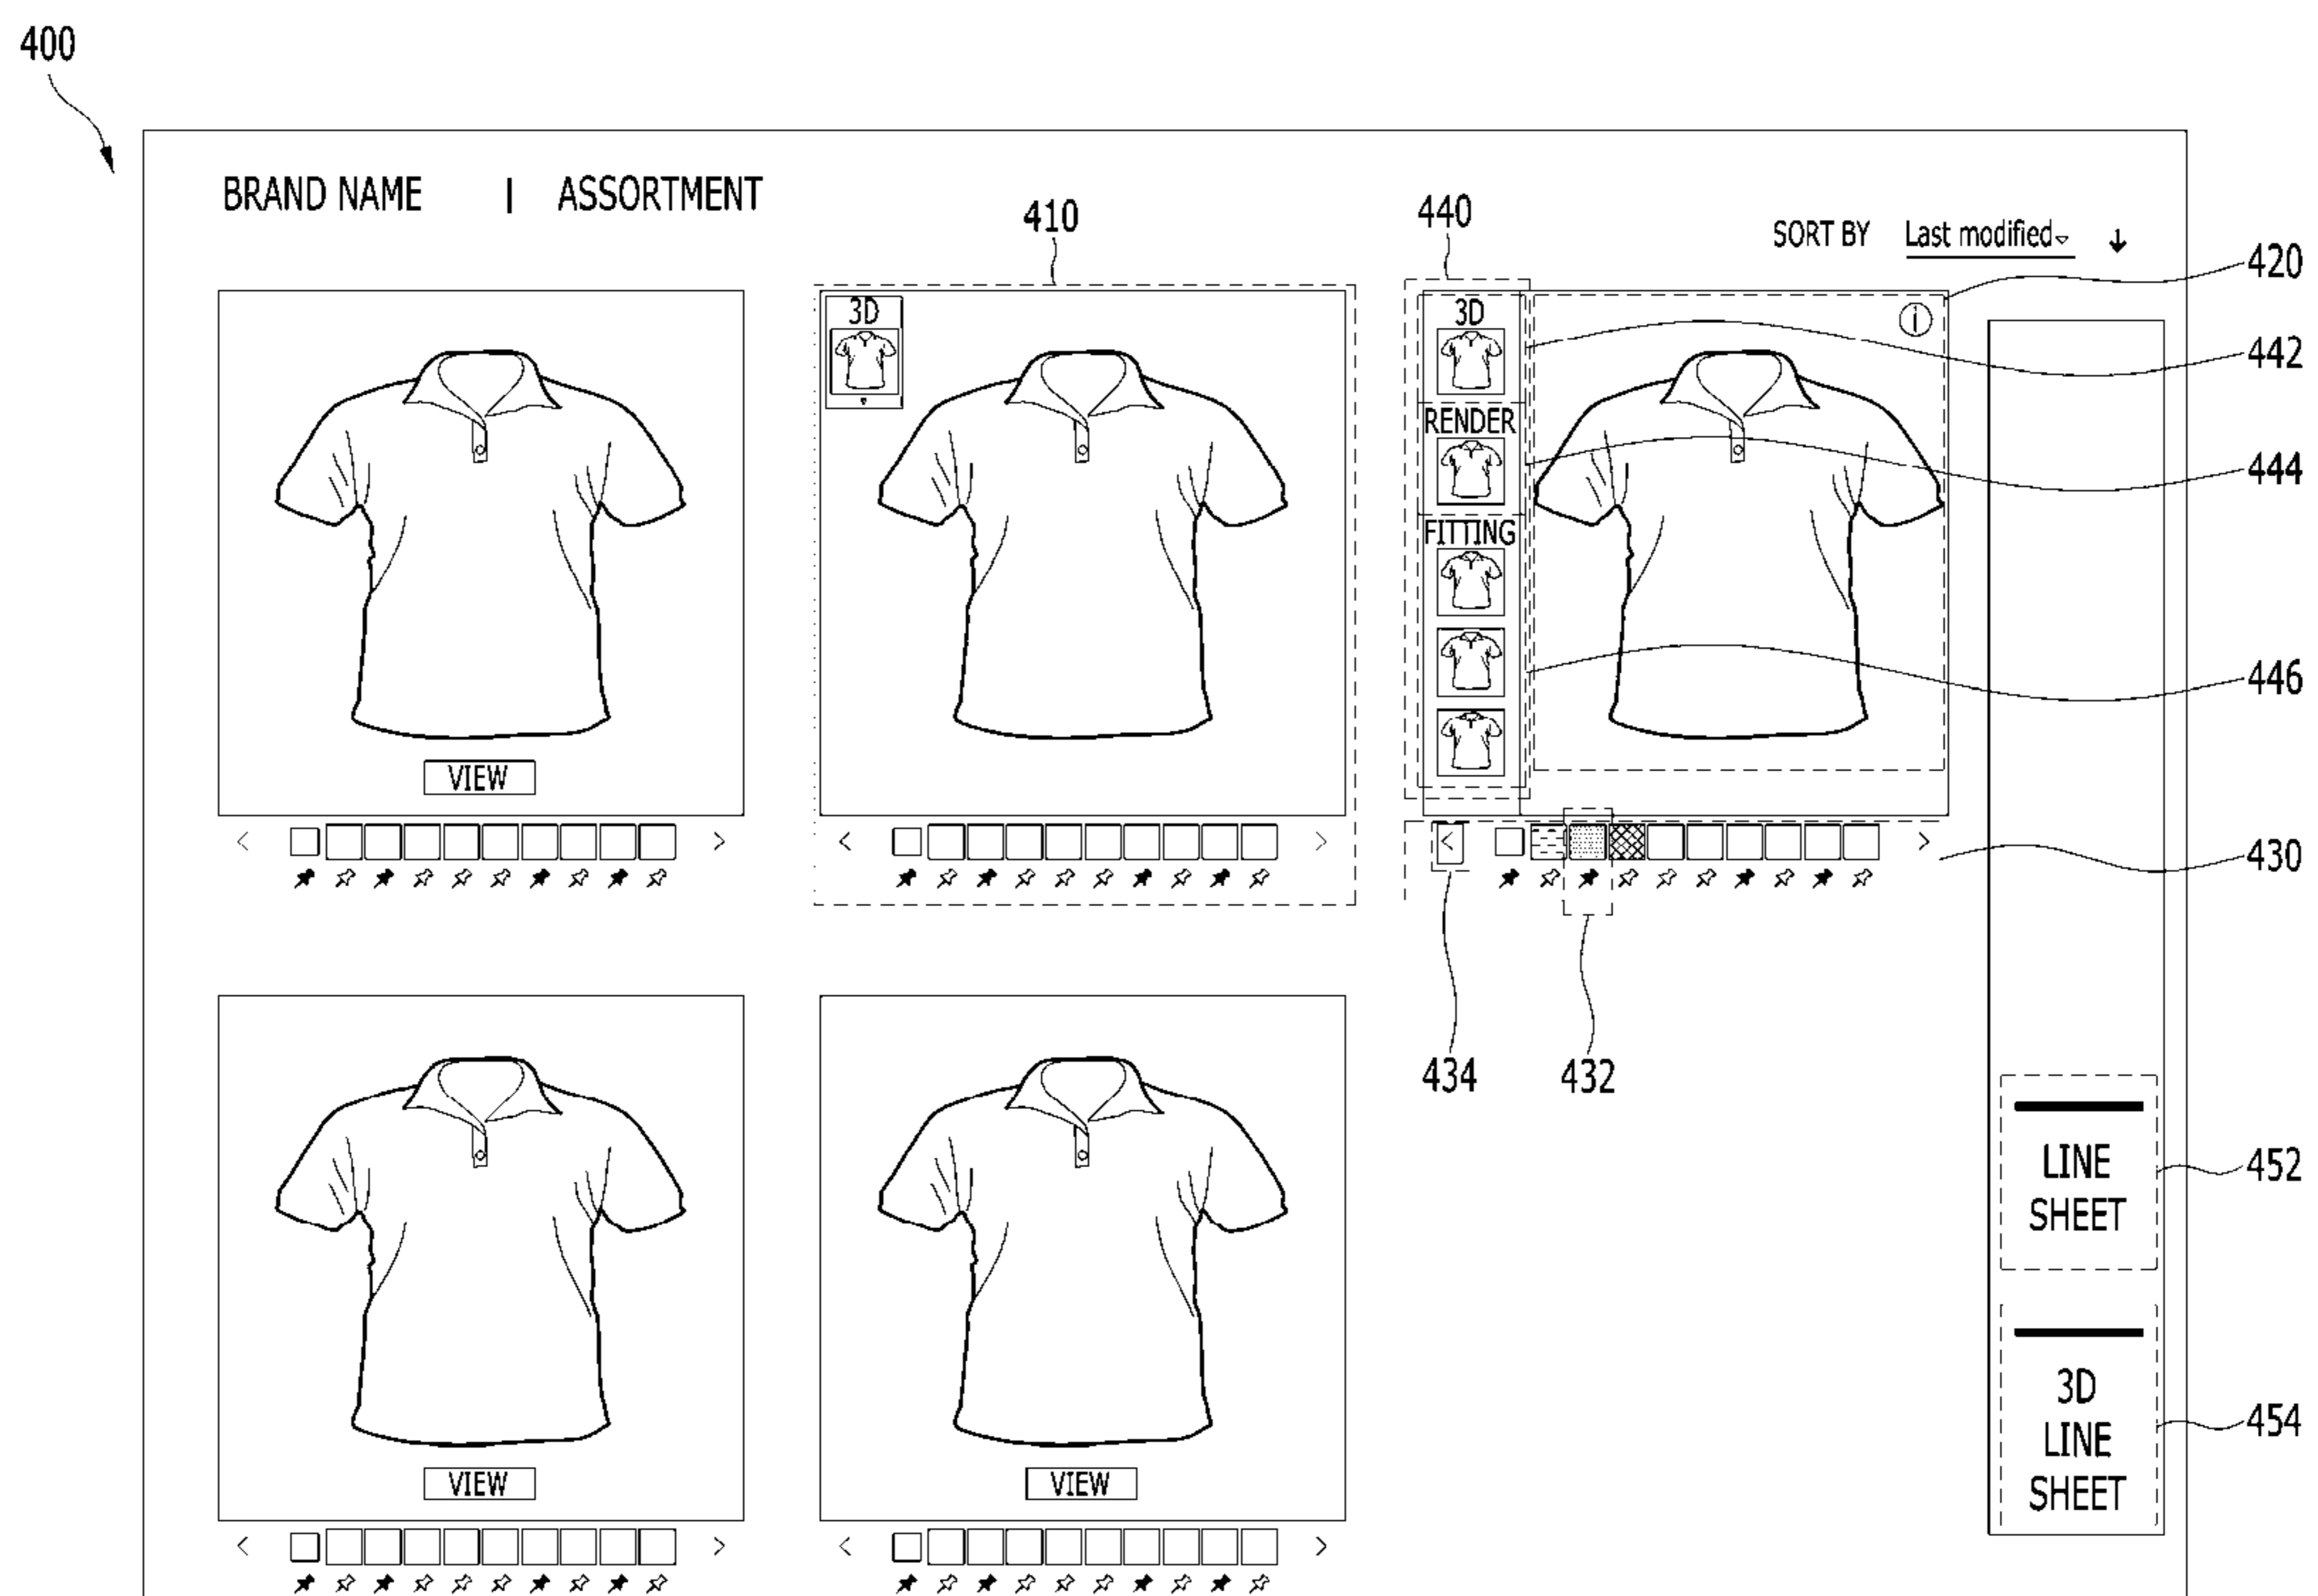 400
BRAND NAME | ASSORTMENT
410
440
SORT BY Last modified
420
3D
3D
442
RENDER
444
FITTING
446
VIEW
< >
< >
< >
430
434
432
452
LINE
SHEET
454
3D
LINE
SHEET
VIEW
VIEW
< >
< >